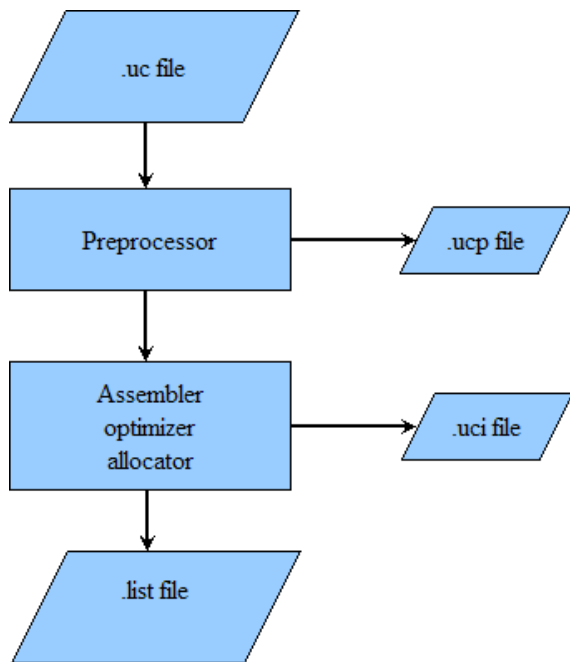 .uc file
Preprocessor
.ucp file
Assembler
optimizer
allocator
.uci file
.list file